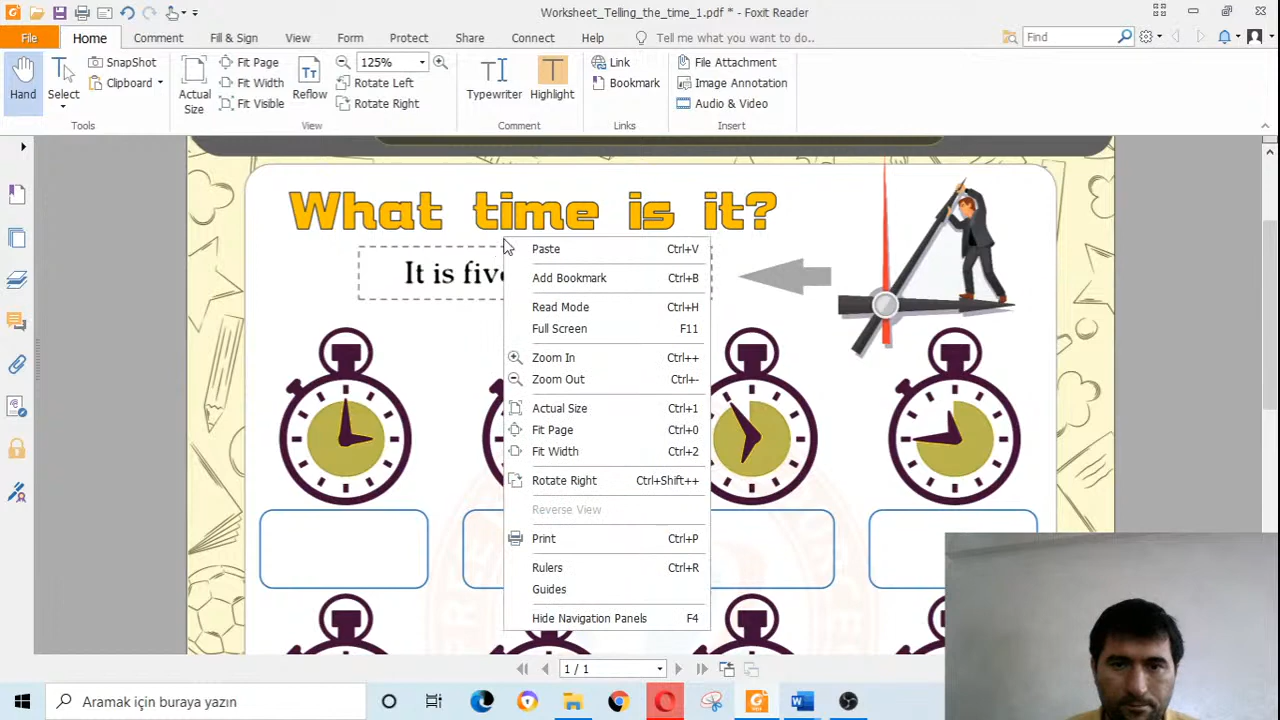 Worksheet_Telling_the_time_1.pdf * - Foxit Reader
File Home Comment Fill & Sign View Form Protect Share Connect Help Tell me what you want to do.. Find
Hand
Select
SnapShot
Clipboard
Tools
Actual Size
Fit Page
Fit Width
Fit Visible
Reflow
125%
Rotate Left
Rotate Right
View
Typewriter
Highlight
Comment
Link
Bookmark
Links
File Attachment
Image Annotation
Audio & Video
Insert
What time is it?
It is five
Paste Ctrl+V
Add Bookmark Ctrl+B
Read Mode Ctrl+H
Full Screen F11
Zoom In Ctrl++
Zoom Out Ctrl+-
Actual Size Ctrl+1
Fit Page Ctrl+0
Fit Width Ctrl+2
Rotate Right Ctrl+Shift++
Reverse View
Print Ctrl+P
Rulers Ctrl+R
Guides
Hide Navigation Panels F4
1 / 1
Aramak için buraya yazın